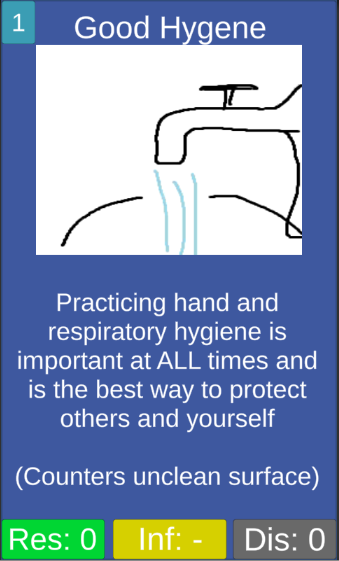 1
Good Hygene
Practicing hand and
respiratory hygiene is
important at ALL times and
is the best way to protect
others and yourself
(Counters unclean surface)
Res: 0 Inf: - Dis: 0